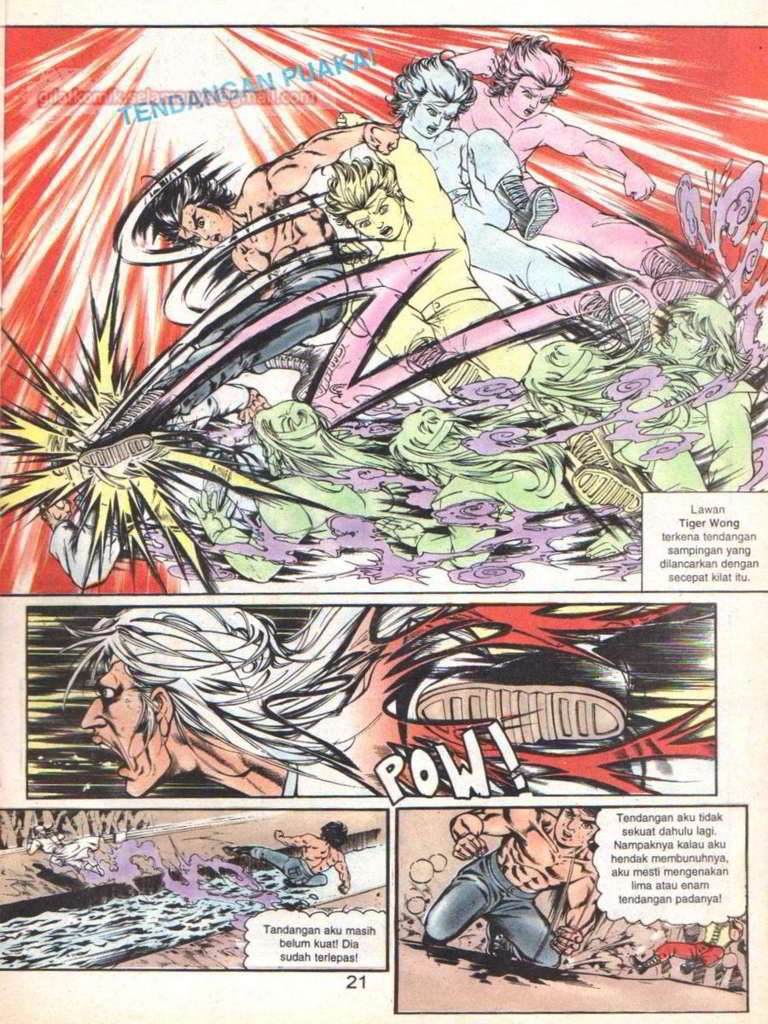 TENDANGAN PUAKA!
Lawan
Tiger Wong
terkena tendangan
sampingan yang
dilancarkan dengan
secepat kilat itu.
POW!
Tandangan aku masih
belum kuat! Dia
sudah terlepas!
Tendangan aku tidak
sekuat dahulu lagi.
Nampaknya kalau aku
hendak membunuhnya,
aku mesti mengenakan
lima atau enam
tendangan padanya!
21